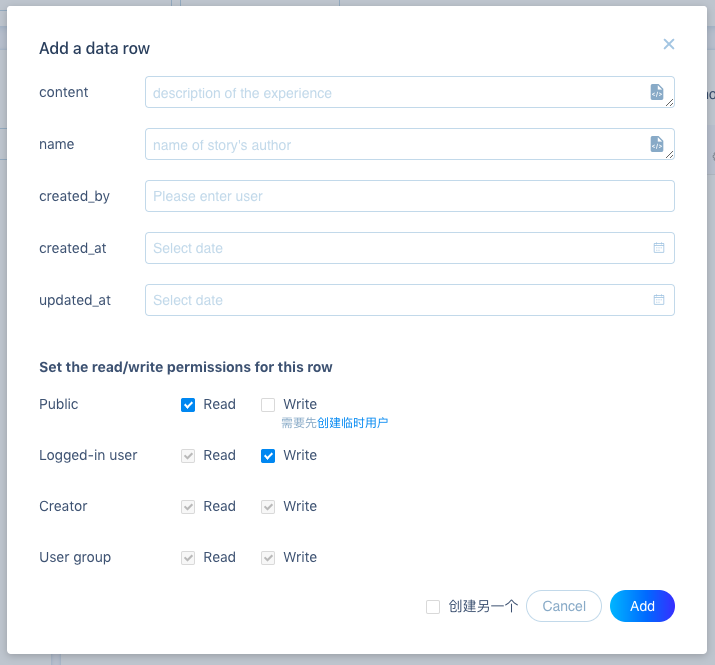 Add a data row
content
description of the experience
name
name of story's author
created_by
Please enter user
created_at
Select date
updated_at
Select date
Set the read/write permissions for this row
Public Read Write
需要先创建临时用户
Logged-in user Read Write
Creator Read Write
User group Read Write
创建另一个 Cancel Add